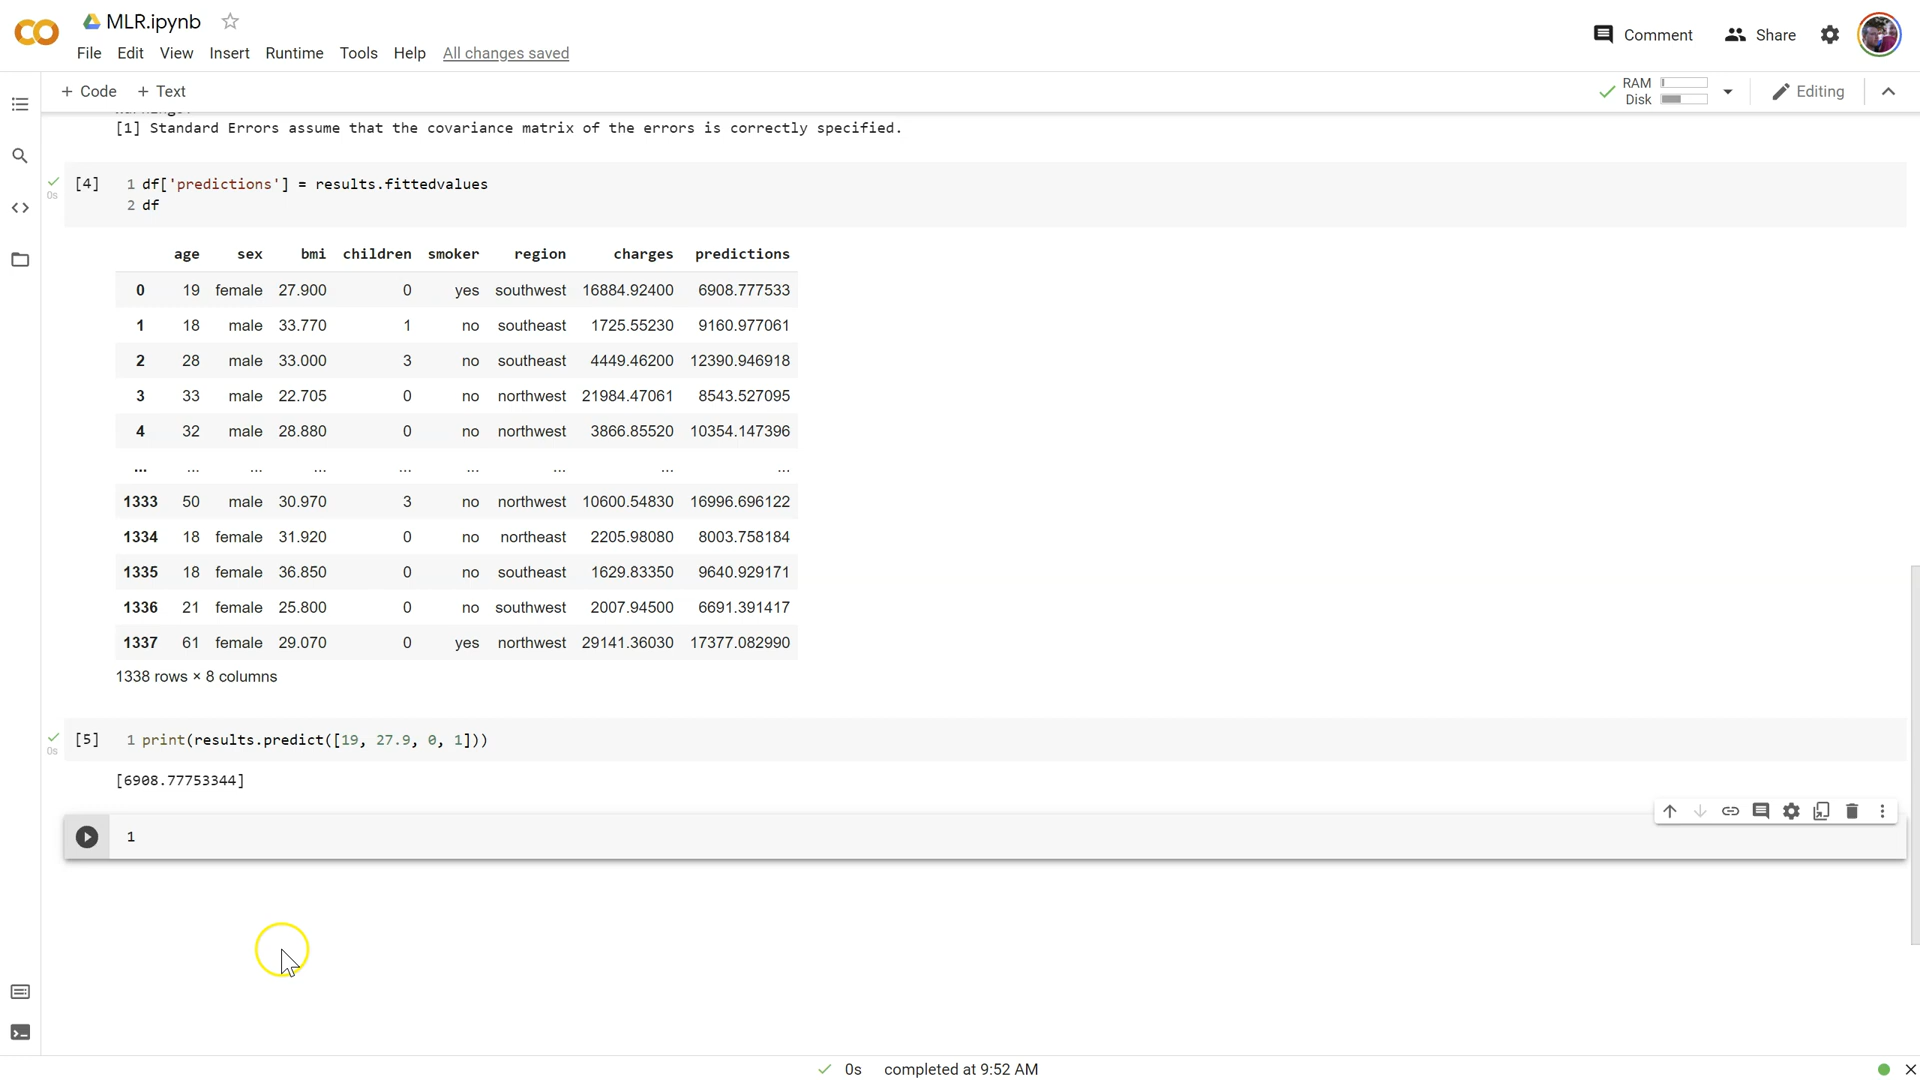 MLR.ipynb
File Edit View Insert Runtime Tools Help All changes saved
Comment Share
+ Code + Text
RAM
Disk
Editing
[1] Standard Errors assume that the covariance matrix of the errors is correctly specified.
0s [4] 1 df['predictions'] = results.fittedvalues
2 df
age sex bmi children smoker region charges predictions
0 19 female 27.900 0 yes southwest 16884.92400 6908.777533
1 18 male 33.770 1 no southeast 1725.55230 9160.977061
2 28 male 33.000 3 no southeast 4449.46200 12390.946918
3 33 male 22.705 0 no northwest 21984.47061 8543.527095
4 32 male 28.880 0 no northwest 3866.85520 10354.147396
... ... ... ... ... ... ... ... ...
1333 50 male 30.970 3 no northwest 10600.54830 16996.696122
1334 18 female 31.920 0 no northeast 2205.98080 8003.758184
1335 18 female 36.850 0 no southeast 1629.83350 9640.929171
1336 21 female 25.800 0 no southwest 2007.94500 6691.391417
1337 61 female 29.070 0 yes northwest 29141.36030 17377.082990
1338 rows × 8 columns
0s [5] 1 print(results.predict([19, 27.9, 0, 1]))
[6908.77753344]
1
0s completed at 9:52 AM